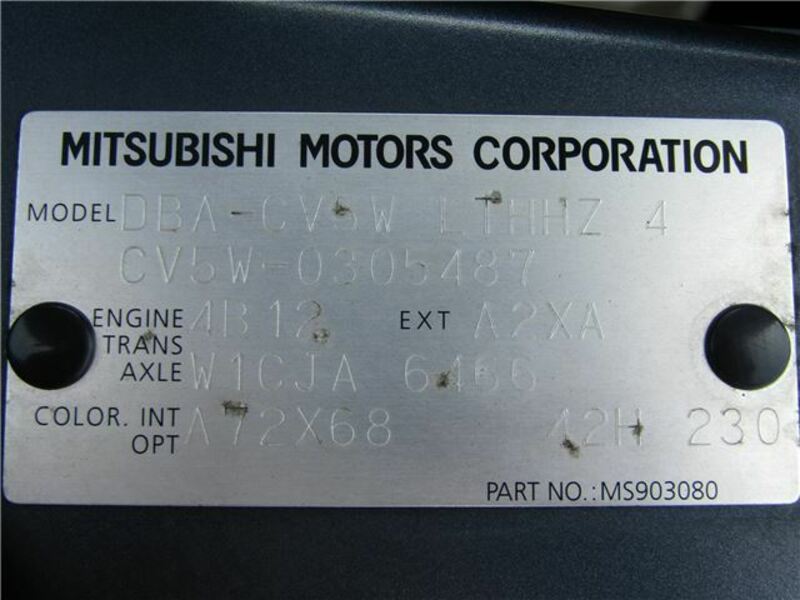 MITSUBISHI MOTORS CORPORATION
MODEL DBA-CV5W LTHHZ 4
CV5W-0305487
ENGINE 4B12 EXT A2XA
TRANS
AXLE W1CJA 6466
COLOR. INT A72X68 42H 230
OPT
PART NO.:MS903080